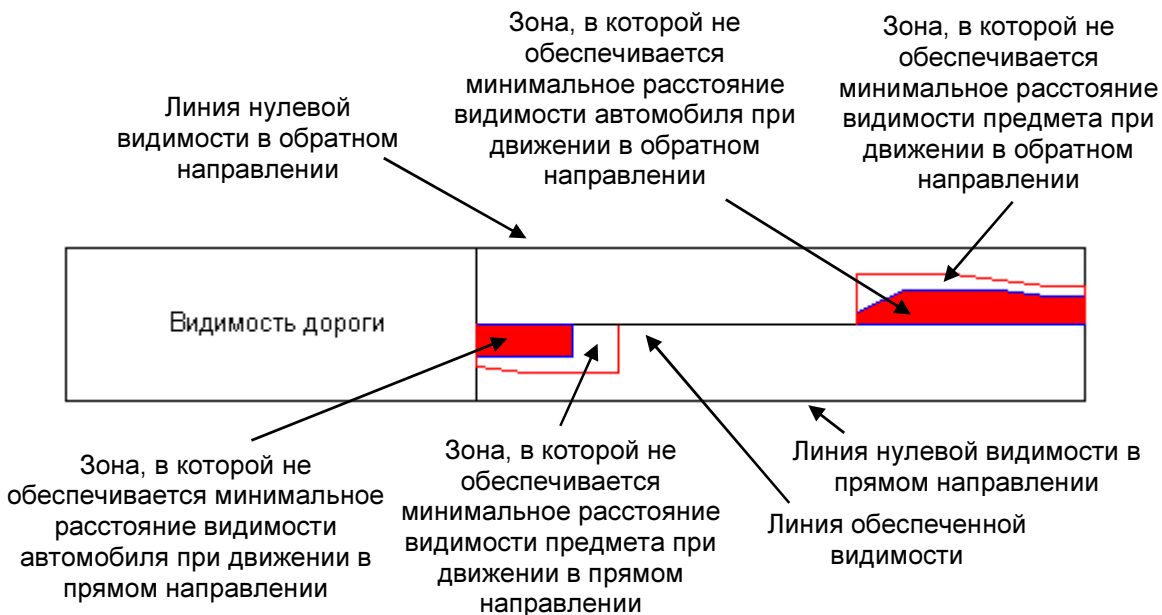 Зона, в которой не
обеспечивается
минимальное расстояние
видимости автомобиля при
движении в обратном
направлении
Зона, в которой не
обеспечивается
минимальное расстояние
видимости предмета при
движении в обратном
направлении
Линия нулевой
видимости в обратном
направлении
Видимость дороги
Зона, в которой не
обеспечивается минимальное
расстояние видимости
автомобиля при движении в
прямом направлении
Зона, в которой не
обеспечивается
минимальное расстояние
видимости предмета при
движении в прямом
направлении
Линия нулевой видимости в
прямом направлении
Линия обеспеченной
видимости